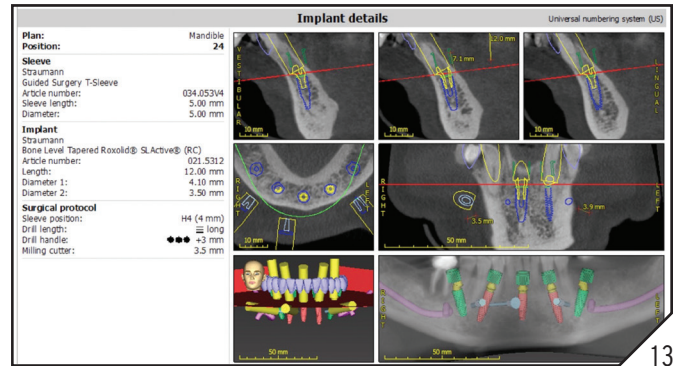 Implant details
Universal numbering system (US)
Plan: Mandible
Position: 24
Sleeve
Straumann
Guided Surgery T-Sleeve
Article number: 034.053V4
Sleeve length: 5.00 mm
Diameter: 5.00 mm
Implant
Straumann
Bone Level Tapered Roxolid® SLActive® (RC)
Article number: 021.5312
Length: 12.00 mm
Diameter 1: 4.10 mm
Diameter 2: 3.50 mm
Surgical protocol
Sleeve position: H4 (4 mm)
Drill length: long
Drill handle: +3 mm
Milling cutter: 3.5 mm
VESTIBULAR
10 mm
7.1 mm
12.0 mm
10 mm
LINGUAL
10 mm
RIGHT
LEFT
10 mm
RIGHT
3.5 mm
3.9 mm
LEFT
50 mm
50 mm
RIGHT
LEFT
50 mm
13